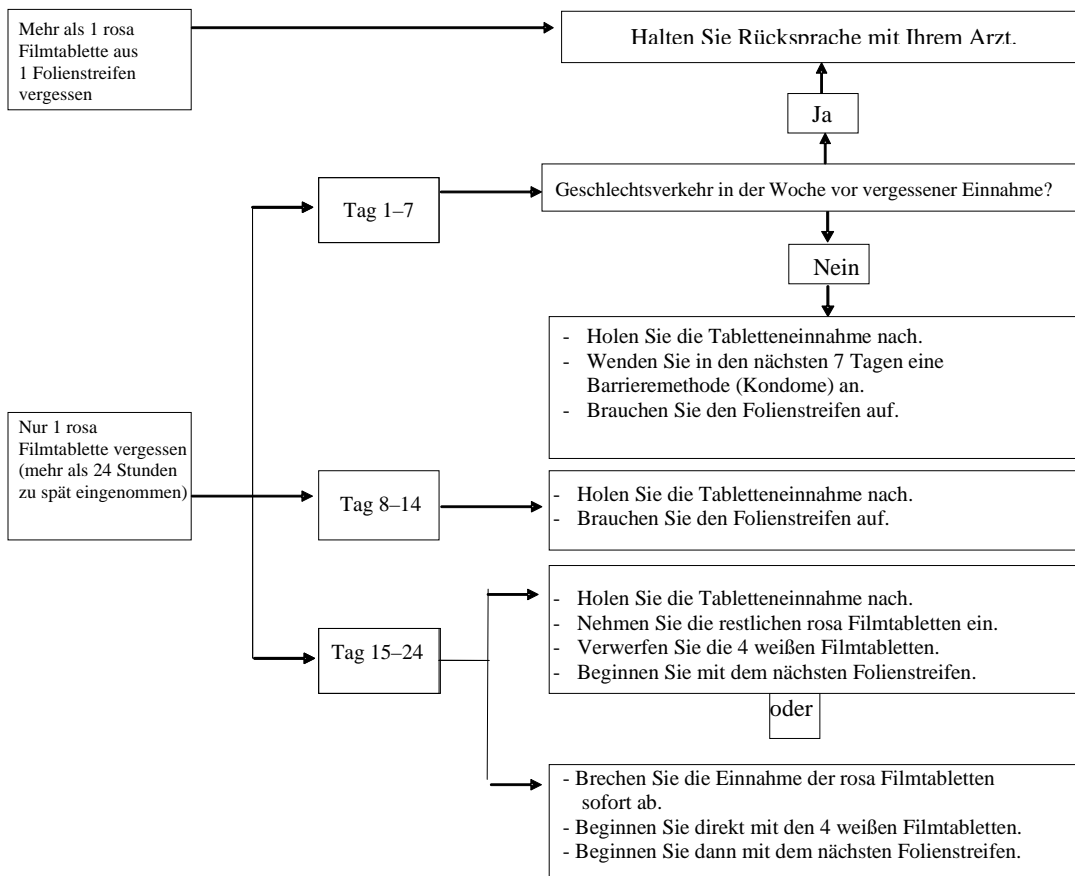 Mehr als 1 rosa
Filmtablette aus
1 Folienstreifen
vergessen
Halten Sie Rücksprache mit Ihrem Arzt.
Ja
Geschlechtsverkehr in der Woche vor vergessener Einnahme?
Tag 1–7
Nein
- Holen Sie die Tabletteneinnahme nach.
- Wenden Sie in den nächsten 7 Tagen eine
Barrieremethode (Kondome) an.
- Brauchen Sie den Folienstreifen auf.
Nur 1 rosa
Filmtablette vergessen
(mehr als 24 Stunden
zu spät eingenommen)
Tag 8–14
- Holen Sie die Tabletteneinnahme nach.
- Brauchen Sie den Folienstreifen auf.
Tag 15–24
- Holen Sie die Tabletteneinnahme nach.
- Nehmen Sie die restlichen rosa Filmtabletten ein.
- Verwerfen Sie die 4 weißen Filmtabletten.
- Beginnen Sie mit dem nächsten Folienstreifen.
oder
- Brechen Sie die Einnahme der rosa Filmtabletten
sofort ab.
- Beginnen Sie direkt mit den 4 weißen Filmtabletten.
- Beginnen Sie dann mit dem nächsten Folienstreifen.